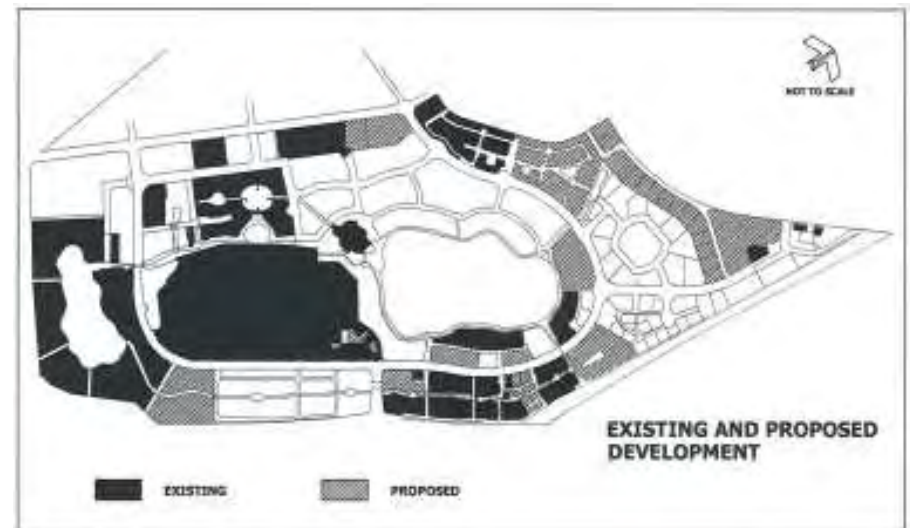 NOT TO SCALE
EXISTING AND PROPOSED
DEVELOPMENT
EXISTING
PROPOSED